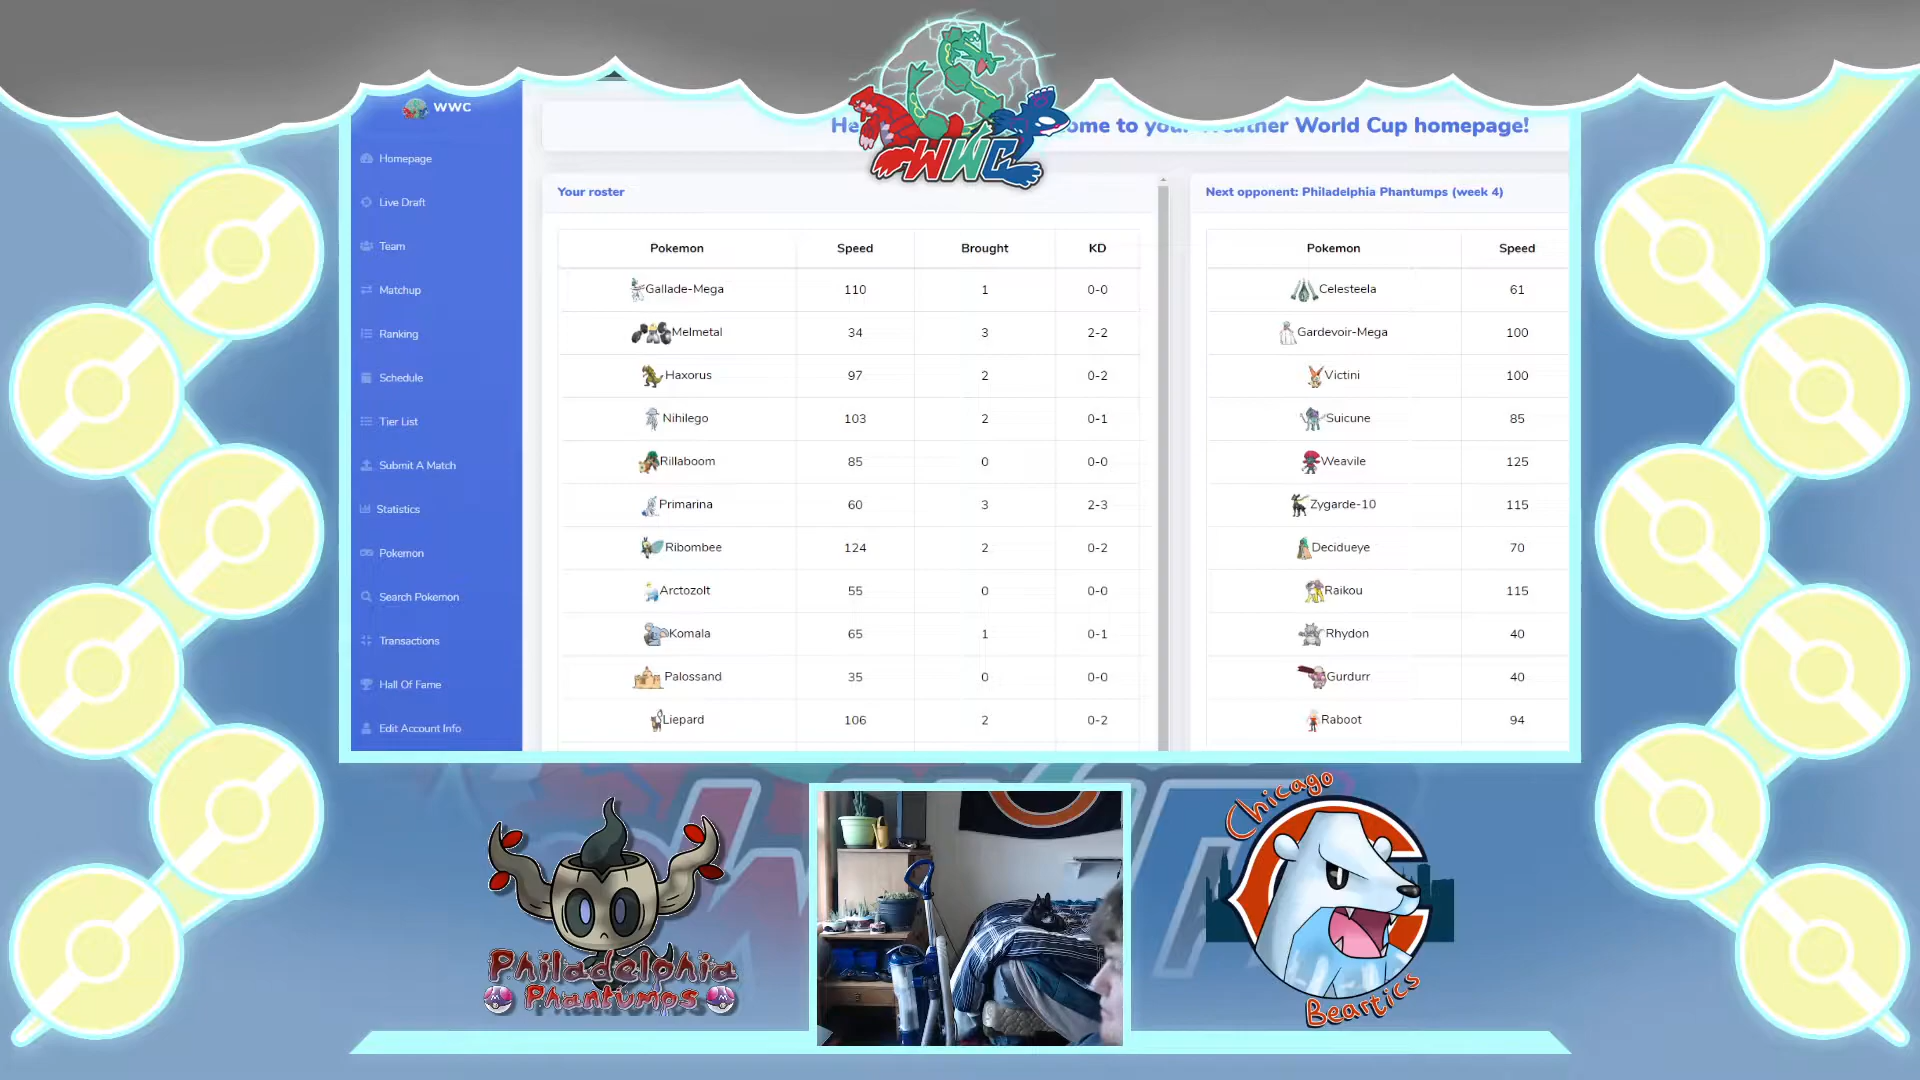 WWC
WWC
He ome to your Weather World Cup homepage!
Homepage
Live Draft
Team
Matchup
Ranking
Schedule
Tier List
Submit A Match
Statistics
Pokemon
Search Pokemon
Transactions
Hall Of Fame
Edit Account Info
Your roster
Pokemon Speed Brought KD
Gallade-Mega 110 1 0-0
Melmetal 34 3 2-2
Haxorus 97 2 0-2
Nihilego 103 2 0-1
Rillaboom 85 0 0-0
Primarina 60 3 2-3
Ribombee 124 2 0-2
Arctozolt 55 0 0-0
Komala 65 1 0-1
Palossand 35 0 0-0
Liepard 106 2 0-2
Next opponent: Philadelphia Phantumps (week 4)
Pokemon Speed
Celesteela 61
Gardevoir-Mega 100
Victini 100
Suicune 85
Weavile 125
Zygarde-10 115
Decidueye 70
Raikou 115
Rhydon 40
Gurdurr 40
Raboot 94
Philadelphia
Phantumps
Chicago
Beartics